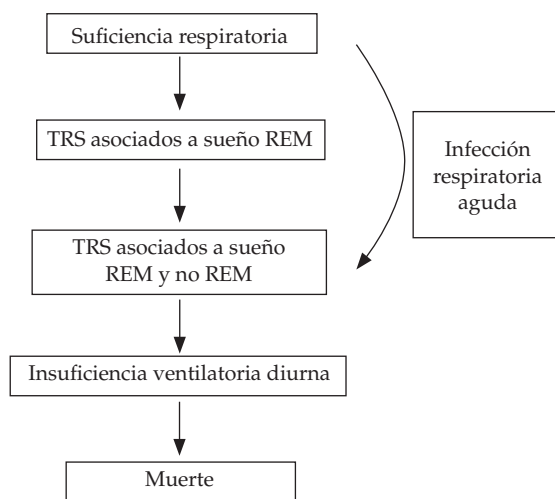 Suficiencia respiratoria
TRS asociados a sueño REM
Infección
respiratoria
aguda
TRS asociados a sueño
REM y no REM
Insuficiencia ventilatoria diurna
Muerte